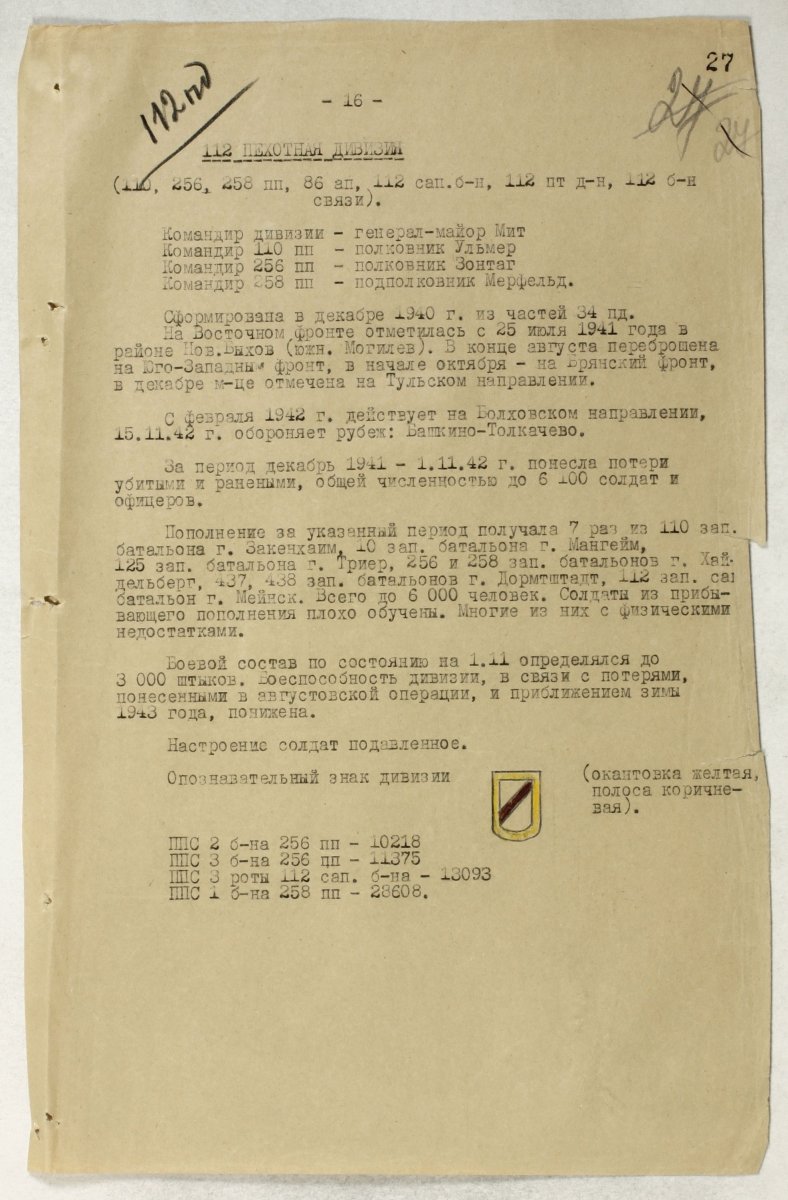 27
112 пд
- 16 -
24
27
112 ПЕХОТНАЯ ДИВИЗИЯ
(110, 256, 258 пп, 86 ап, 112 сап.б-н, 112 пт д-н, 112 б-н
связи).
Командир дивизии - генерал-майор Мит
Командир 110 пп - полковник Ульмер
Командир 256 пп - полковник Зонтаг
Командир 258 пп - подполковник Мерфельд.
Сформирована в декабре 1940 г. из частей 34 пд.
На Восточном фронте отметилась с 25 июля 1941 года в
районе Нов.Быхов (южн. Могилев). В конце августа переброшена
на Юго-Западный фронт, в начале октября - на Брянский фронт,
в декабре м-це отмечена на Тульском направлении.
С февраля 1942 г. действует на Болховском направлении,
15.11.42 г. обороняет рубеж: Башкино-Толкачево.
За период декабрь 1941 - 1.11.42 г. понесла потери
убитыми и ранеными, общей численностью до 6 100 солдат и
офицеров.
Пополнение за указанный период получала 7 раз из 110 зап.
батальона г. Закенхаим, 10 зап. батальона г. Мангейм,
125 зап. батальона г. Триер, 256 и 258 зап. батальонов г. Хай-
дельберг, 437, 438 зап. батальонов г. Дормтштадт, 112 зап. сап
батальон г. Мейнск. Всего до 6 000 человек. Солдаты из прибы-
вающего пополнения плохо обучены. Многие из них с физическими
недостатками.
Боевой состав по состоянию на 1.11 определялся до
3 000 штыков. Боеспособность дивизии, в связи с потерями,
понесенными в августовской операции, и приближением зимы
1943 года, понижена.
Настроение солдат подавленное.
Опознавательный знак дивизии (окантовка желтая,
полоса коричне-
вая).
ППС 2 б-на 256 пп - 10218
ППС 3 б-на 256 пп - 11375
ППС 3 роты 112 сап. б-на - 13093
ППС 1 б-на 258 пп - 28608.